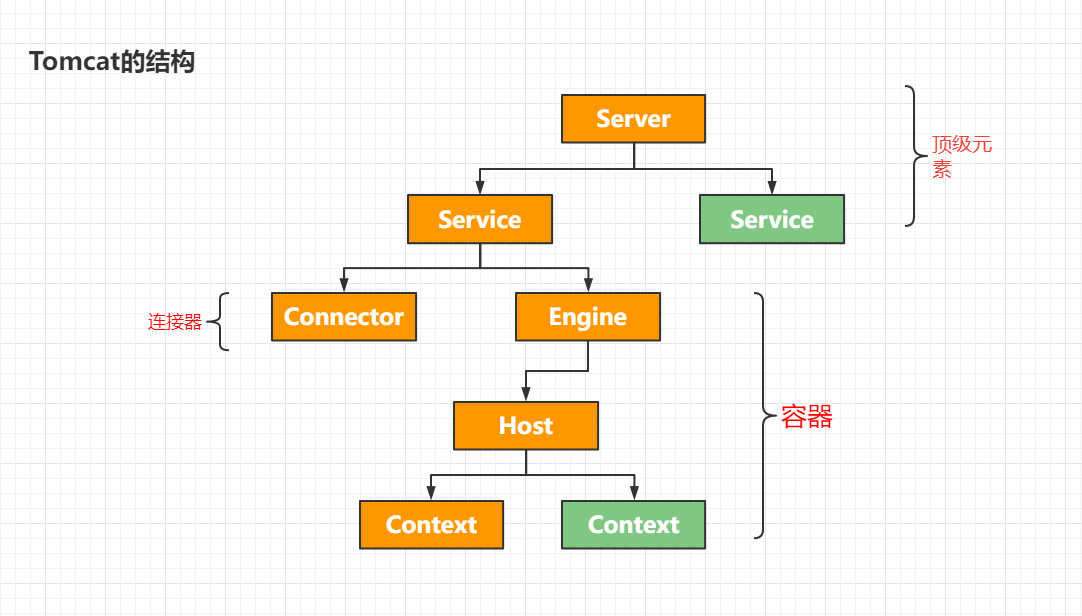 Tomcat的结构
Server
顶级元
素
Service
Service
Connector
Engine
连接器
Host
容器
Context
Context